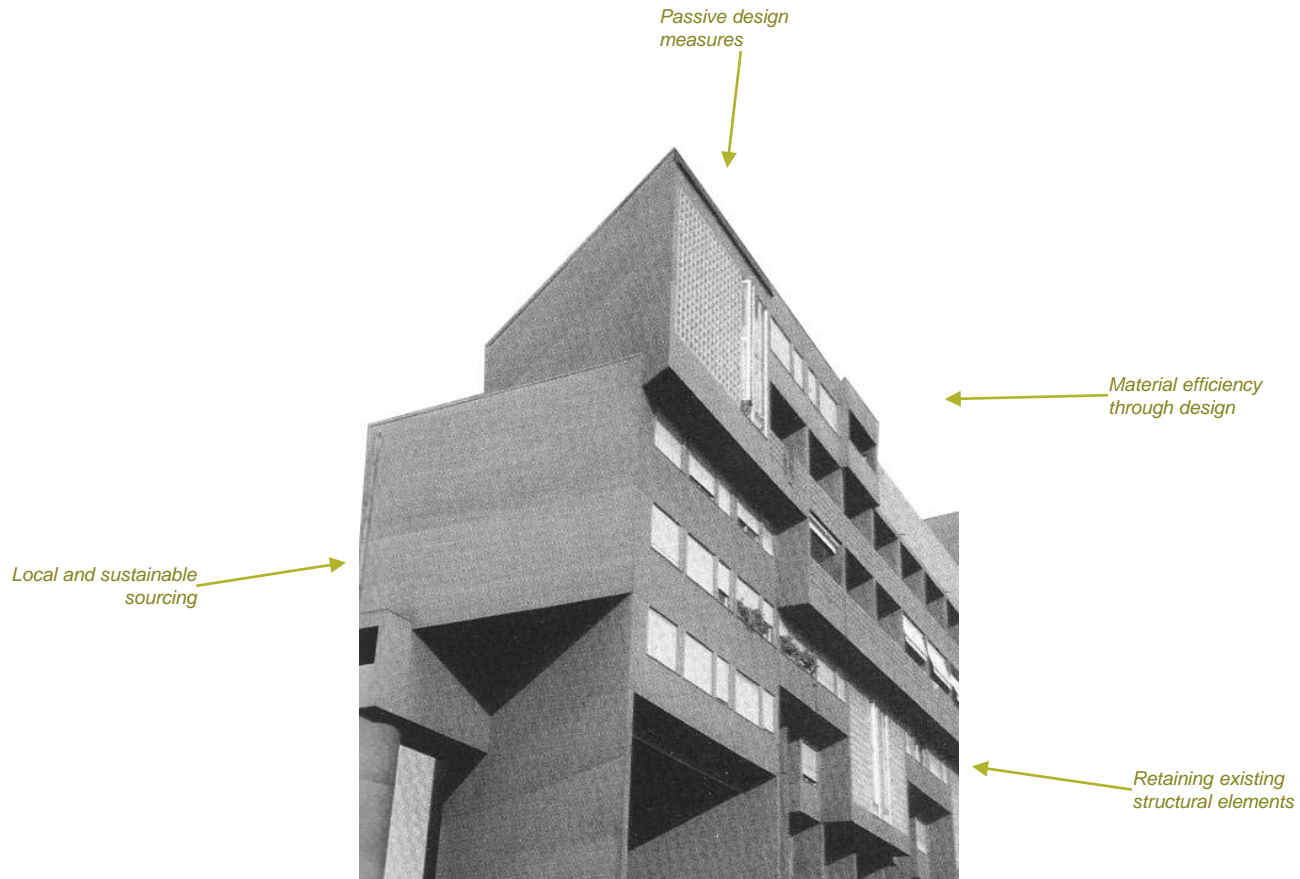 Passive design
measures
Material efficiency
through design
Local and sustainable
sourcing
Retaining existing
structural elements